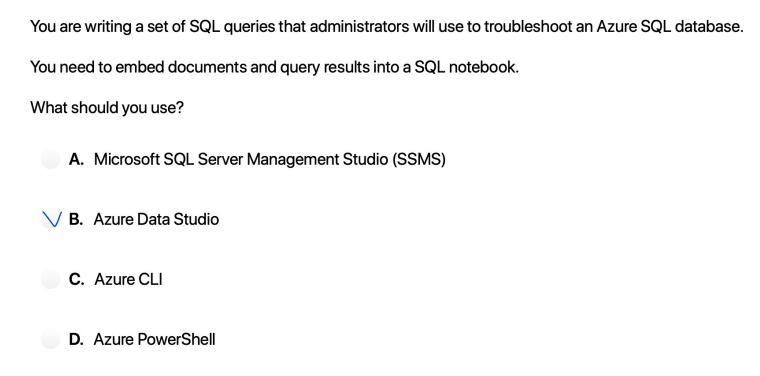 You are writing a set of SQL queries that administrators will use to troubleshoot an Azure SQL database.
You need to embed documents and query results into a SQL notebook.
What should you use?
A. Microsoft SQL Server Management Studio (SSMS)
B. Azure Data Studio
C. Azure CLI
D. Azure PowerShell